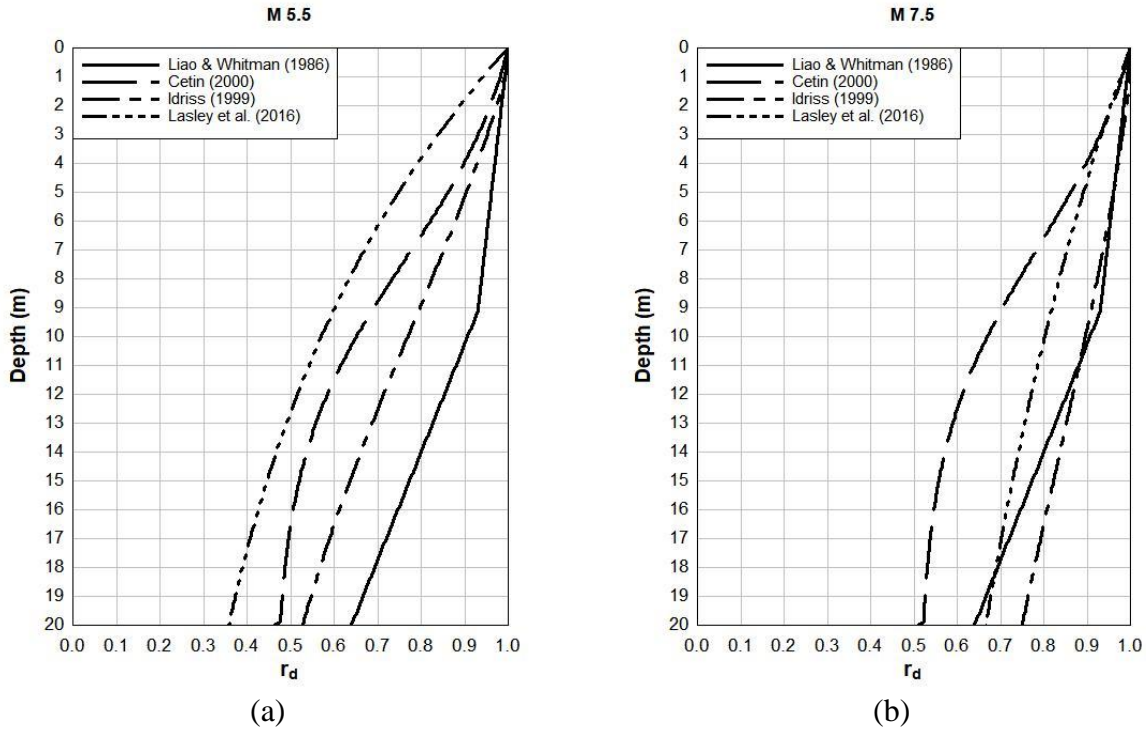 M 5.5
Liao & Whitman (1986)
Cetin (2000)
Idriss (1999)
Lasley et al. (2016)
0
1
2
3
4
5
6
7
8
9
10
11
12
13
14
15
16
17
18
19
20
Depth (m)
0.0 0.1 0.2 0.3 0.4 0.5 0.6 0.7 0.8 0.9 1.0
rd
(a)
M 7.5
Liao & Whitman (1986)
Cetin (2000)
Idriss (1999)
Lasley et al. (2016)
0
1
2
3
4
5
6
7
8
9
10
11
12
13
14
15
16
17
18
19
20
Depth (m)
0.0 0.1 0.2 0.3 0.4 0.5 0.6 0.7 0.8 0.9 1.0
rd
(b)